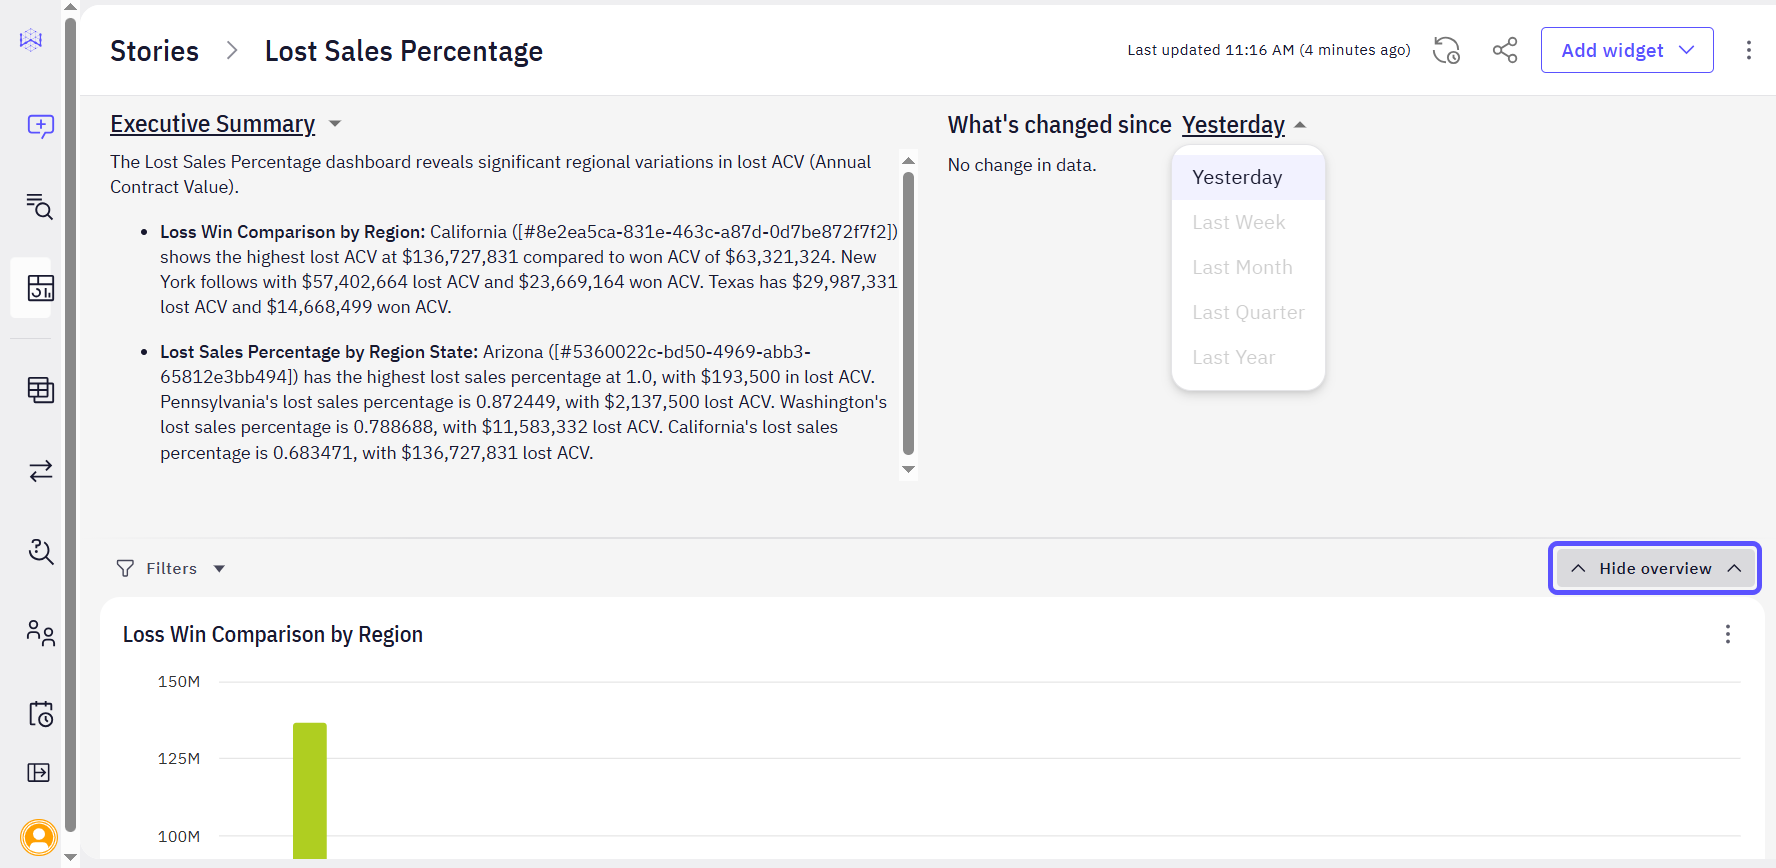 Stories > Lost Sales Percentage
Last updated 11:16 AM (4 minutes ago)
Add widget
Executive Summary
The Lost Sales Percentage dashboard reveals significant regional variations in lost ACV (Annual
Contract Value).
• Loss Win Comparison by Region: California ([#8e2ea5ca-831e-463c-a87d-0d7be872f7f2])
shows the highest lost ACV at $136,727,831 compared to won ACV of $63,321,324. New
York follows with $57,402,664 lost ACV and $23,669,164 won ACV. Texas has $29,987,331
lost ACV and $14,668,499 won ACV.
• Lost Sales Percentage by Region State: Arizona ([#5360022c-bd50-4969-abb3-
65812e3bb494]) has the highest lost sales percentage at 1.0, with $193,500 in lost ACV.
Pennsylvania's lost sales percentage is 0.872449, with $2,137,500 lost ACV. Washington's
lost sales percentage is 0.788688, with $11,583,332 lost ACV. California's lost sales
percentage is 0.683471, with $136,727,831 lost ACV.
What's changed since Yesterday
No change in data.
Yesterday
Last Week
Last Month
Last Quarter
Last Year
Filters
Hide overview
Loss Win Comparison by Region
150M
125M
100M